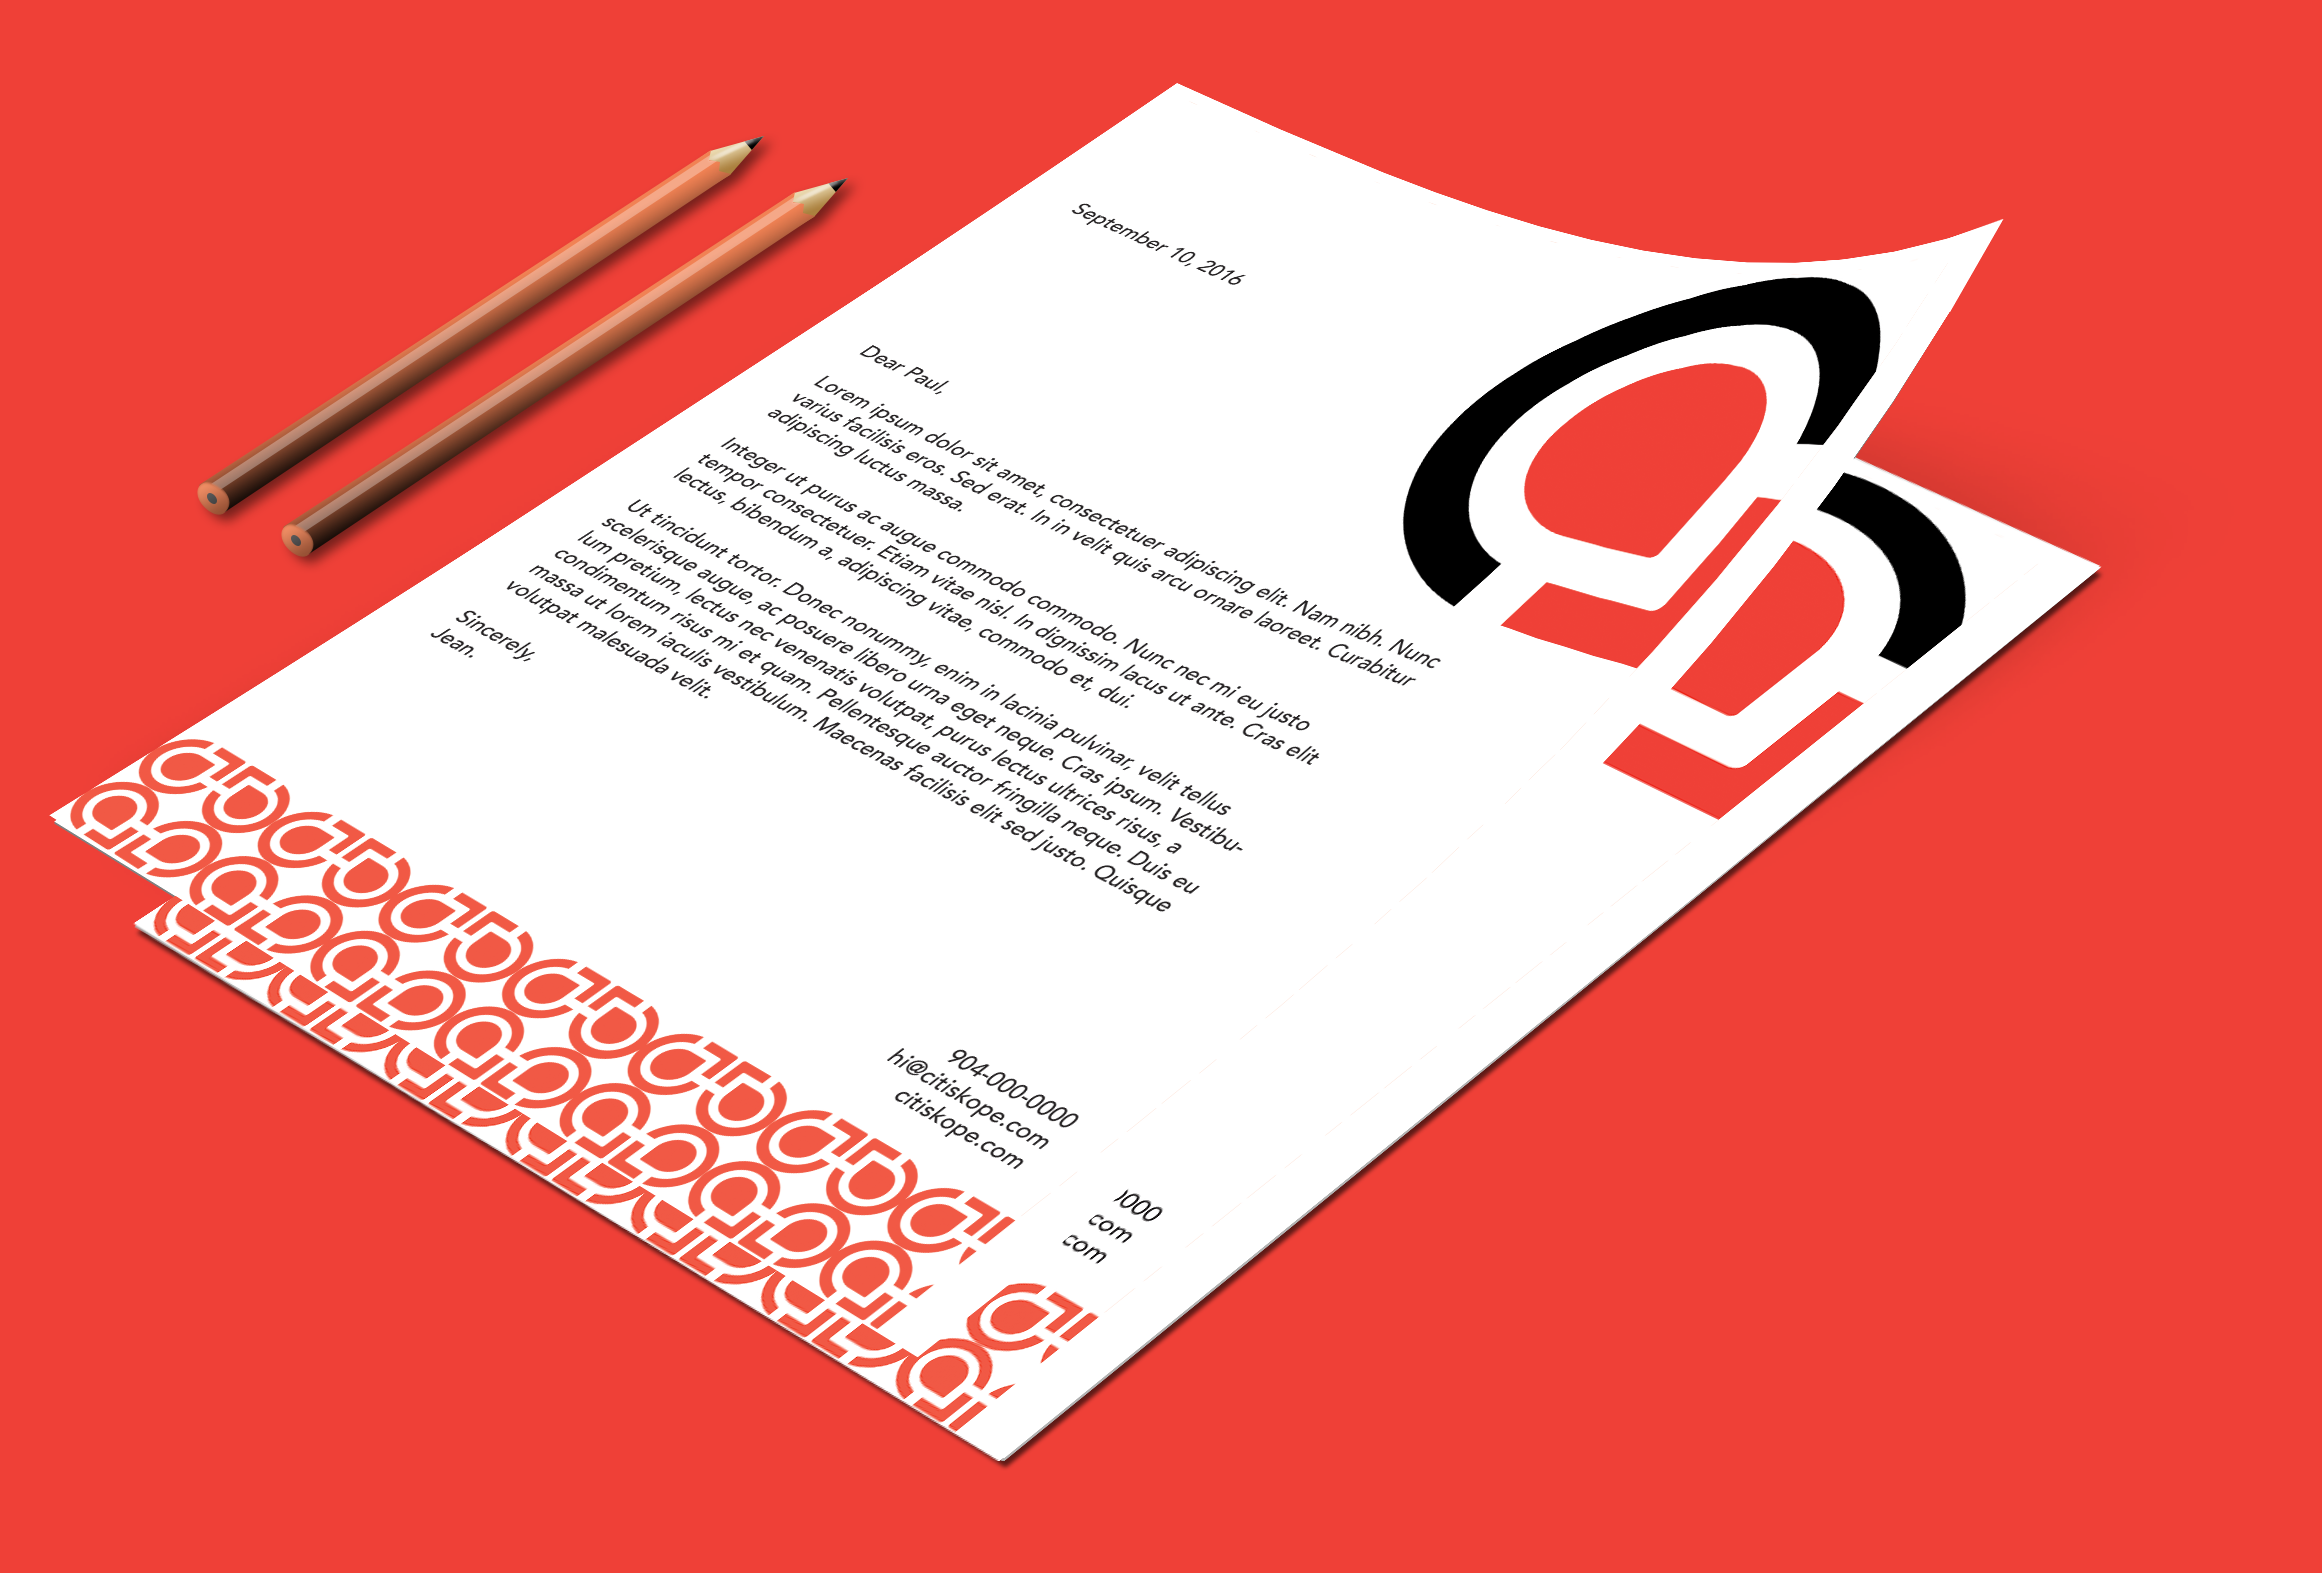 September 10, 2016
Dear Paul,
Lorem ipsum dolor sit amet, consectetuer adipiscing elit. Nam nibh. Nunc
varius facilisis eros. Sed erat. In in velit quis arcu ornare laoreet. Curabitur
adipiscing luctus massa.
Integer ut purus ac augue commodo commodo. Nunc nec mi eu justo
tempor consectetuer. Etiam vitae nisl. In dignissim lacus ut ante. Cras elit
lectus, bibendum a, adipiscing vitae, commodo et, dui.
Ut tincidunt tortor. Donec nonummy, enim in lacinia pulvinar, velit tellus
scelerisque augue, ac posuere libero urna eget neque. Cras ipsum. Vestibu-
lum pretium, lectus nec venenatis volutpat, purus lectus ultrices risus, a
condimentum risus mi et quam. Pellentesque auctor fringilla neque. Duis eu
massa ut lorem iaculis vestibulum. Maecenas facilisis elit sed justo. Quisque
volutpat malesuada velit.
Sincerely,
Jean.
904-000-0000
hi@citiskope.com
citiskope.com
000
com
com